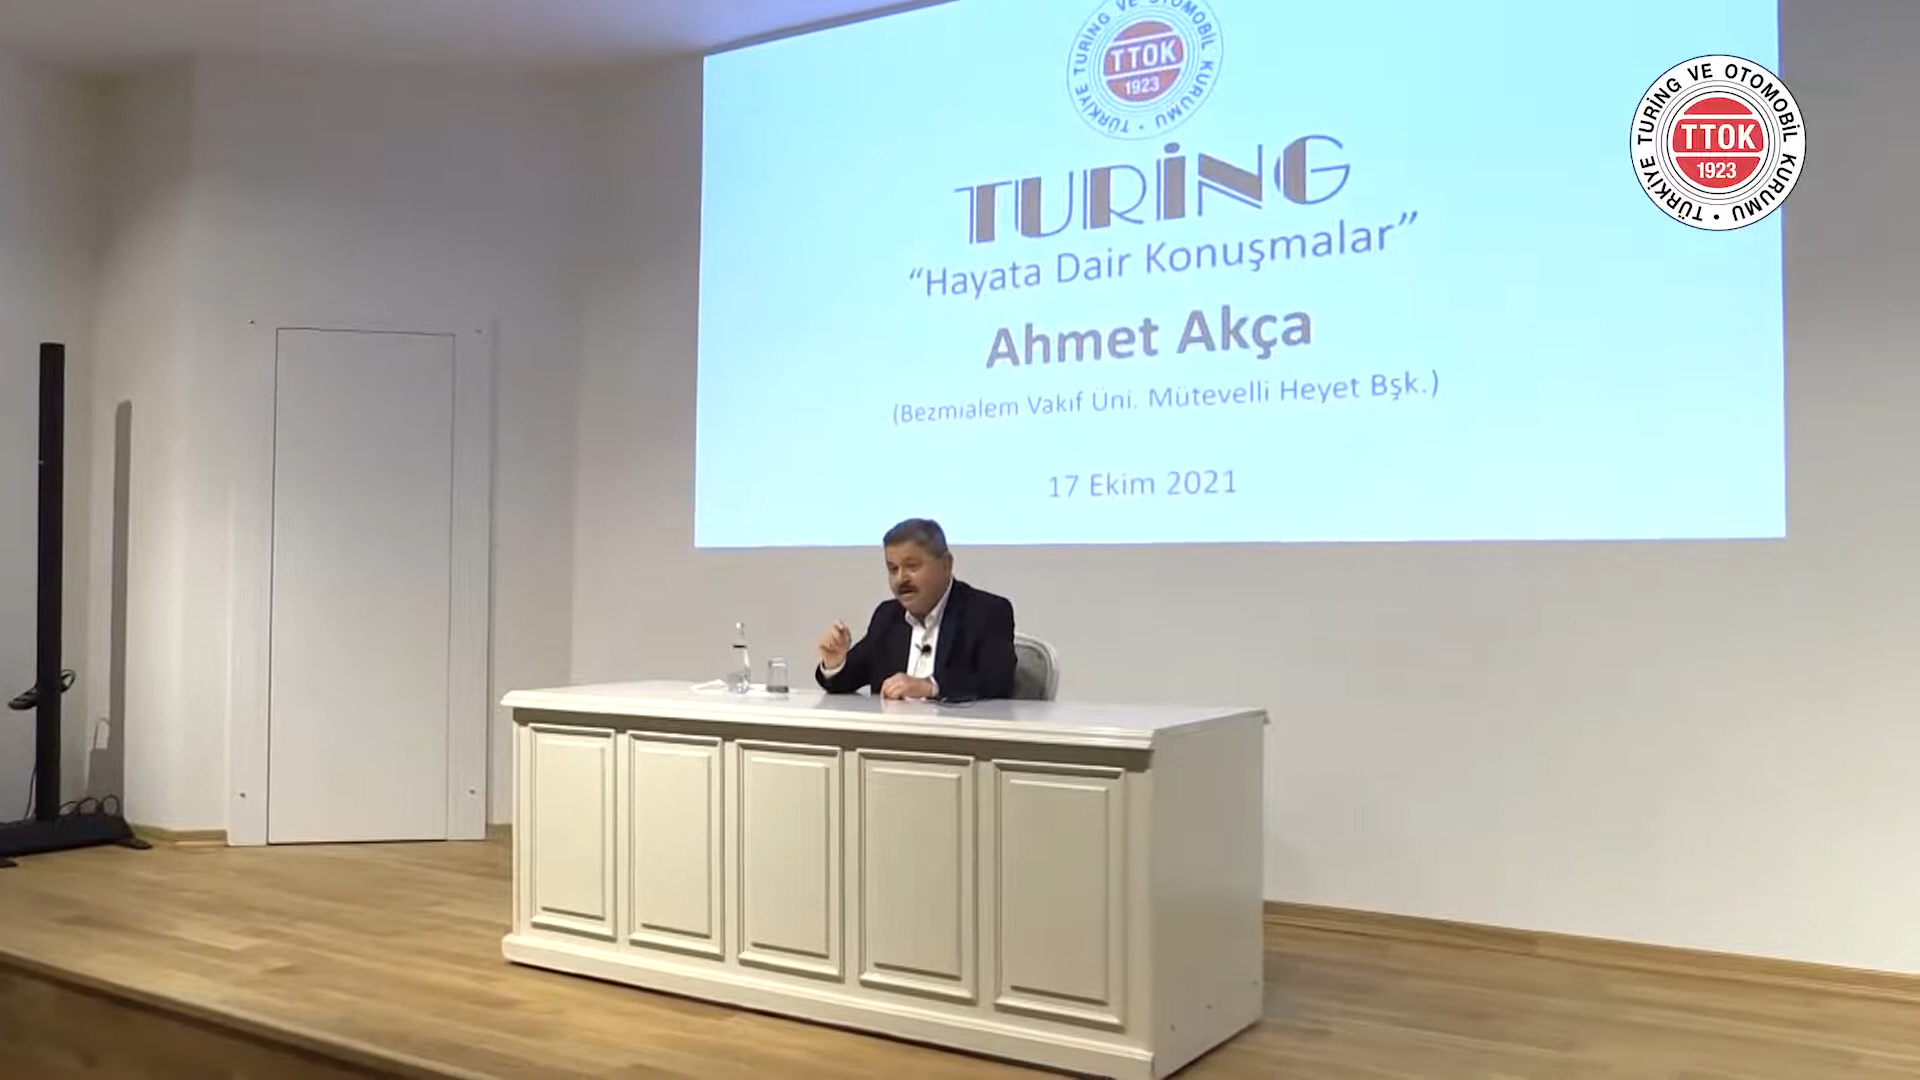 TÜRKİYE TURİNG VE OTOMOBİL KURUMU
TTOK
1923
TURİNG
“Hayata Dair Konuşmalar”
Ahmet Akça
(Bezmialem Vakıf Üni. Mütevelli Heyet Bşk.)
17 Ekim 2021
TÜRKİYE TURİNG VE OTOMOBİL KURUMU
TTOK
1923